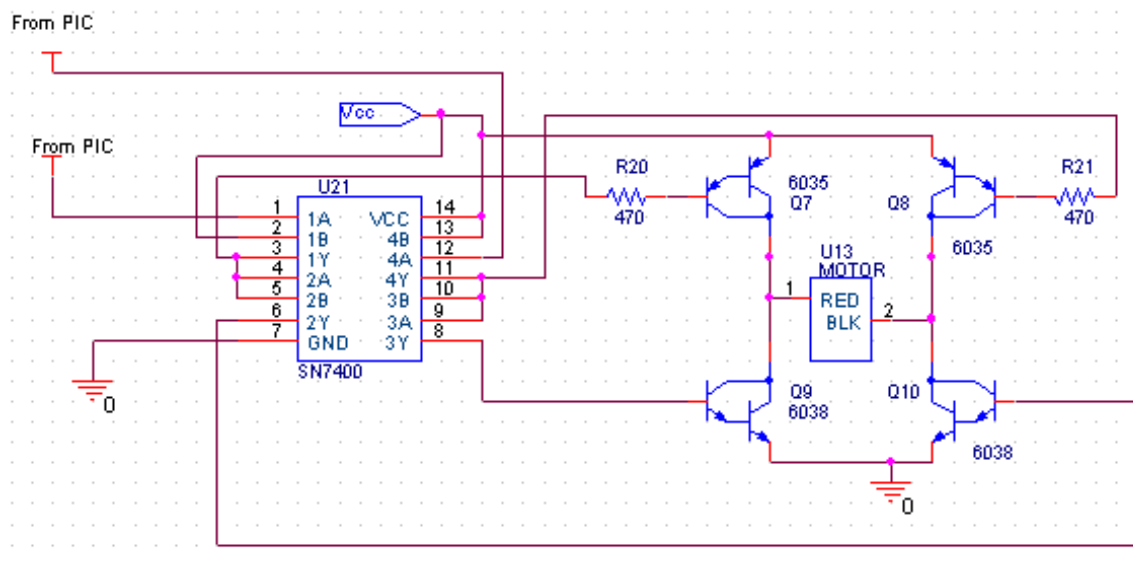 From PIC
Vcc
From PIC
U21
1 1A VCC 14
2 1B 4B 13
3 1Y 4A 12
4 2A 4Y 11
5 2B 3B 10
6 2Y 3A 9
7 GND 3Y 8
SN7400
0
R20
470
6035
Q7
Q8
6035
R21
470
U13
MOTOR
1 RED
BLK 2
Q9
6038
Q10
6038
0